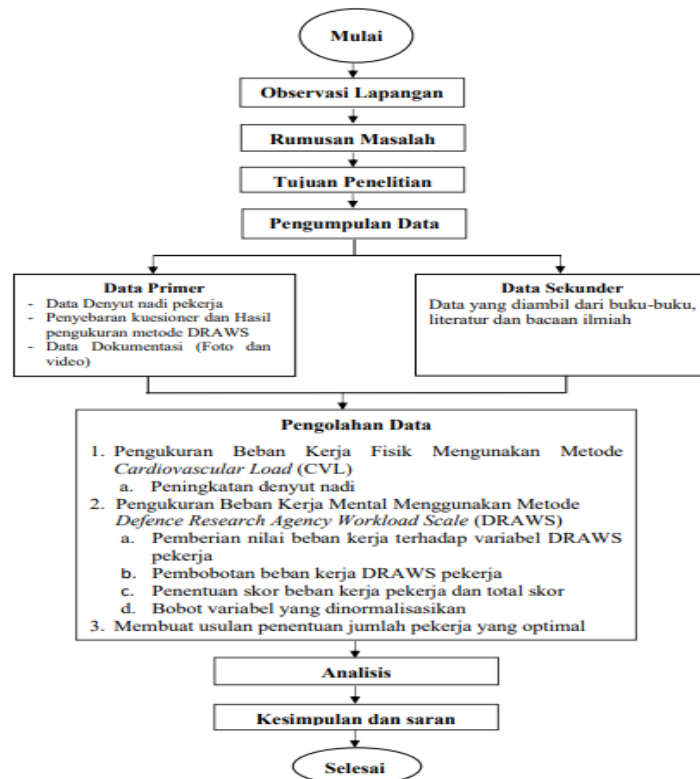 Mulai
Observasi Lapangan
Rumusan Masalah
Tujuan Penelitian
Pengumpulan Data
Data Primer
- Data Denyut nadi pekerja
- Penyebaran kuesioner dan Hasil
pengukuran metode DRAWS
- Data Dokumentasi (Foto dan
video)
Data Sekunder
Data yang diambil dari buku-buku,
literatur dan bacaan ilmiah
Pengolahan Data
1. Pengukuran Beban Kerja Fisik Mengunakan Metode
Cardiovascular Load (CVL)
a. Peningkatan denyut nadi
2. Pengukuran Beban Kerja Mental Menggunakan Metode
Defence Research Agency Workload Scale (DRAWS)
a. Pemberian nilai beban kerja terhadap variabel DRAWS
pekerja
b. Pembobotan beban kerja DRAWS pekerja
c. Penentuan skor beban kerja pekerja dan total skor
d. Bobot variabel yang dinormalisasikan
3. Membuat usulan penentuan jumlah pekerja yang optimal
Analisis
Kesimpulan dan saran
Selesai